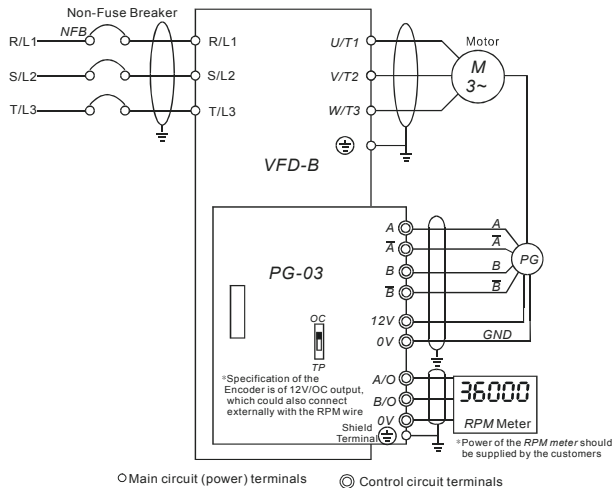 Non-Fuse Breaker
NFB
R/L1
R/L1
U/T1
Motor
S/L2
S/L2
V/T2
M
3~
T/L3
T/L3
W/T3
VFD-B
A
A
A̅
A̅
PG-03
B
B
PG
B̅
B̅
OC
12V
0V
GND
TP
*Specification of the
Encoder is of 12V/OC output,
which could also connect
externally with the RPM wire
A/O
B/O
0V
36000
RPM Meter
Shield
Terminal
*Power of the RPM meter should
be supplied by the customers
Main circuit (power) terminals
Control circuit terminals